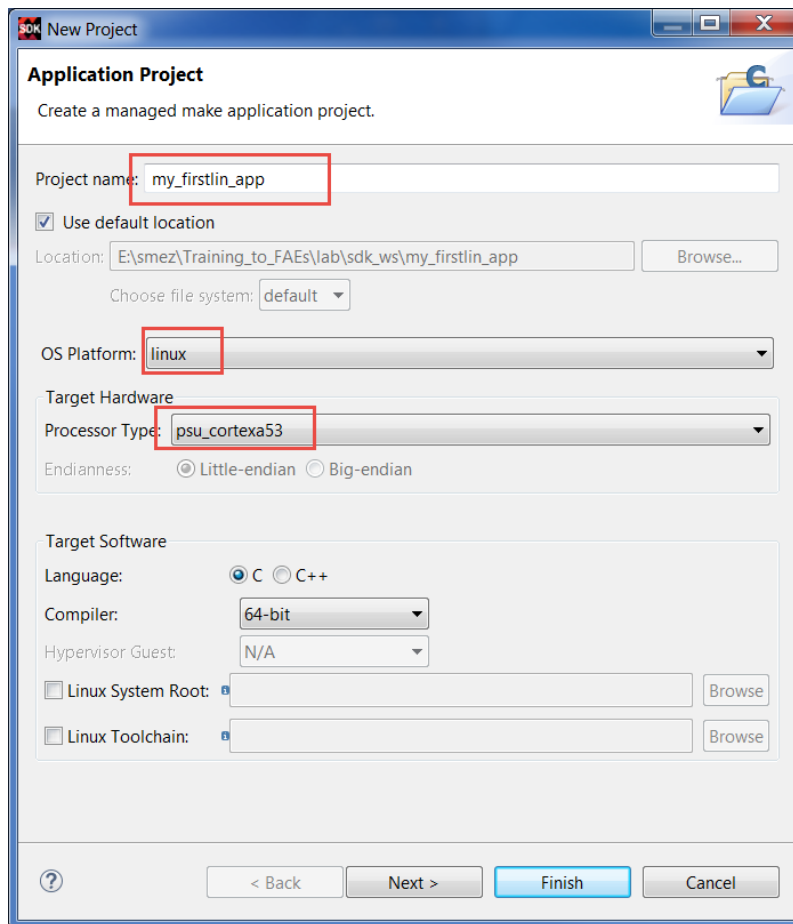 SDK New Project
Application Project
Create a managed make application project.
Project name: my_firstlin_app
Use default location
Location: E:\smez\Training_to_FAEs\lab\sdk_ws\my_firstlin_app Browse...
Choose file system: default
OS Platform: linux
Target Hardware
Processor Type: psu_cortexa53
Endianness: Little-endian Big-endian
Target Software
Language: C C++
Compiler: 64-bit
Hypervisor Guest: N/A
Linux System Root: Browse
Linux Toolchain: Browse
? < Back Next > Finish Cancel